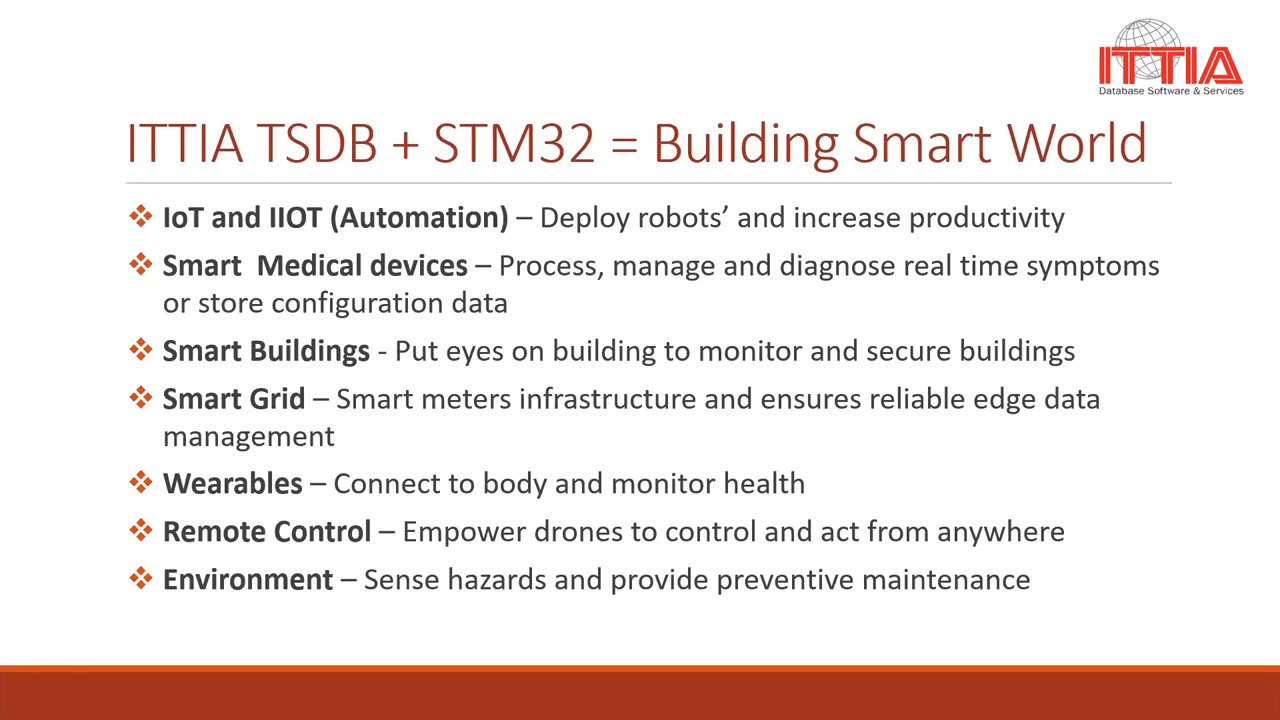 ITTIA
Database Software & Services
ITTIA TSDB + STM32 = Building Smart World
❖ IoT and IIOT (Automation) – Deploy robots’ and increase productivity
❖ Smart  Medical devices – Process, manage and diagnose real time symptoms
or store configuration data
❖ Smart Buildings - Put eyes on building to monitor and secure buildings
❖ Smart Grid – Smart meters infrastructure and ensures reliable edge data
management
❖ Wearables – Connect to body and monitor health
❖ Remote Control – Empower drones to control and act from anywhere
❖ Environment – Sense hazards and provide preventive maintenance